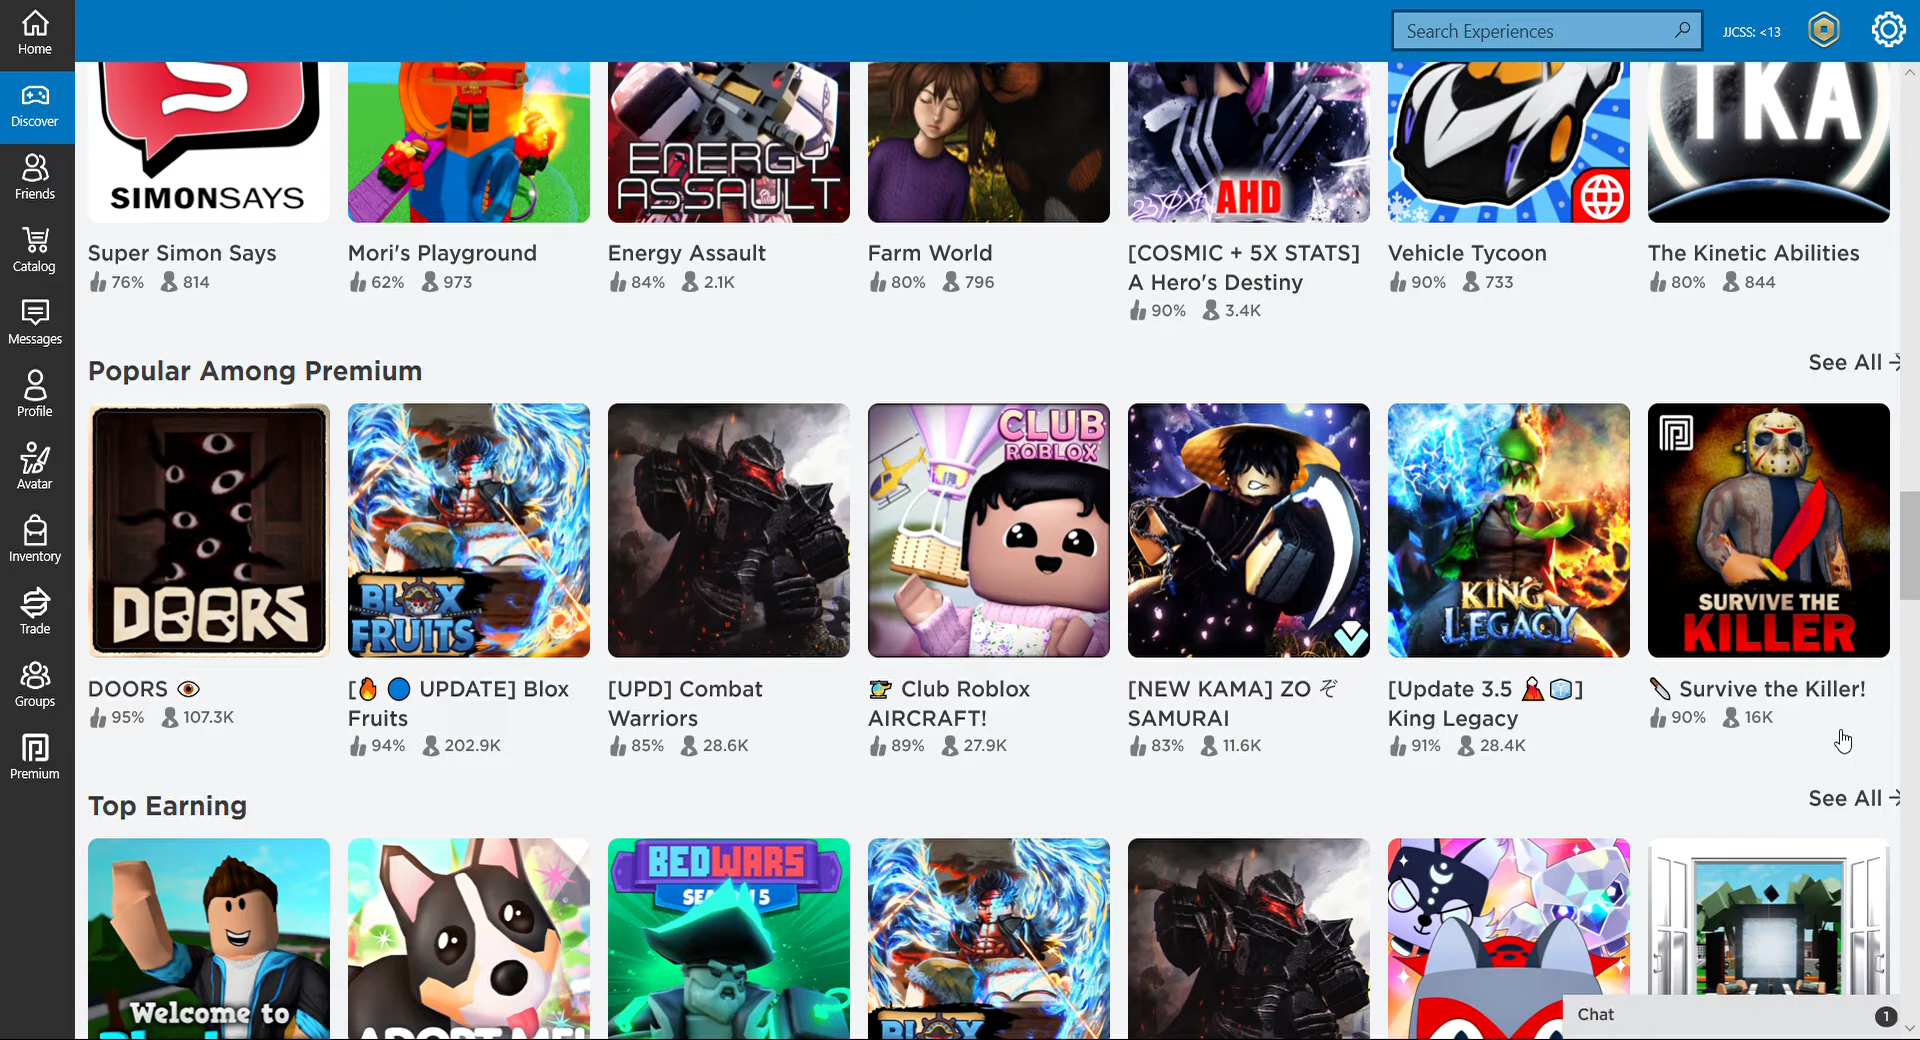 Home
Search Experiences
JJCSS: <13
Discover
Friends
Catalog
Messages
Profile
Avatar
Inventory
Trade
Groups
Premium
S
SIMONSAYS
ENERGY
ASSAULT
AHD
TKA
Super Simon Says
76% 814
Mori's Playground
62% 973
Energy Assault
84% 2.1K
Farm World
80% 796
[COSMIC + 5X STATS]
A Hero's Destiny
90% 3.4K
Vehicle Tycoon
90% 733
The Kinetic Abilities
80% 844
Popular Among Premium
See All →
DOORS
BLOX
FRUITS
CLUB
ROBLOX
KING
LEGACY
SURVIVE THE
KILLER
DOORS 👁
95% 107.3K
[🔥 🔵 UPDATE] Blox
Fruits
94% 202.9K
[UPD] Combat
Warriors
85% 28.6K
🚁 Club Roblox
AIRCRAFT!
89% 27.9K
[NEW KAMA] ZO ぞ
SAMURAI
83% 11.6K
[Update 3.5 🌋🧊]
King Legacy
91% 28.4K
🔪 Survive the Killer!
90% 16K
Top Earning
See All →
Welcome to
ADOPT ME!
BEDWARS
SEASON 5
BLOX
Chat
1